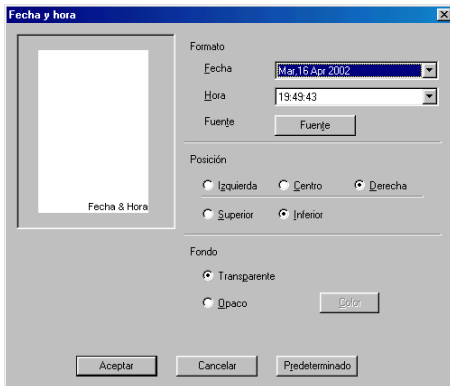 Fecha y hora
Formato
Fecha Mar,16 Apr 2002
Hora 19:49:43
Fuente Fuente
Fecha & Hora
Posición
Izquierda Centro Derecha
Superior Inferior
Fondo
Transparente
Opaco Color
Aceptar Cancelar Predeterminado